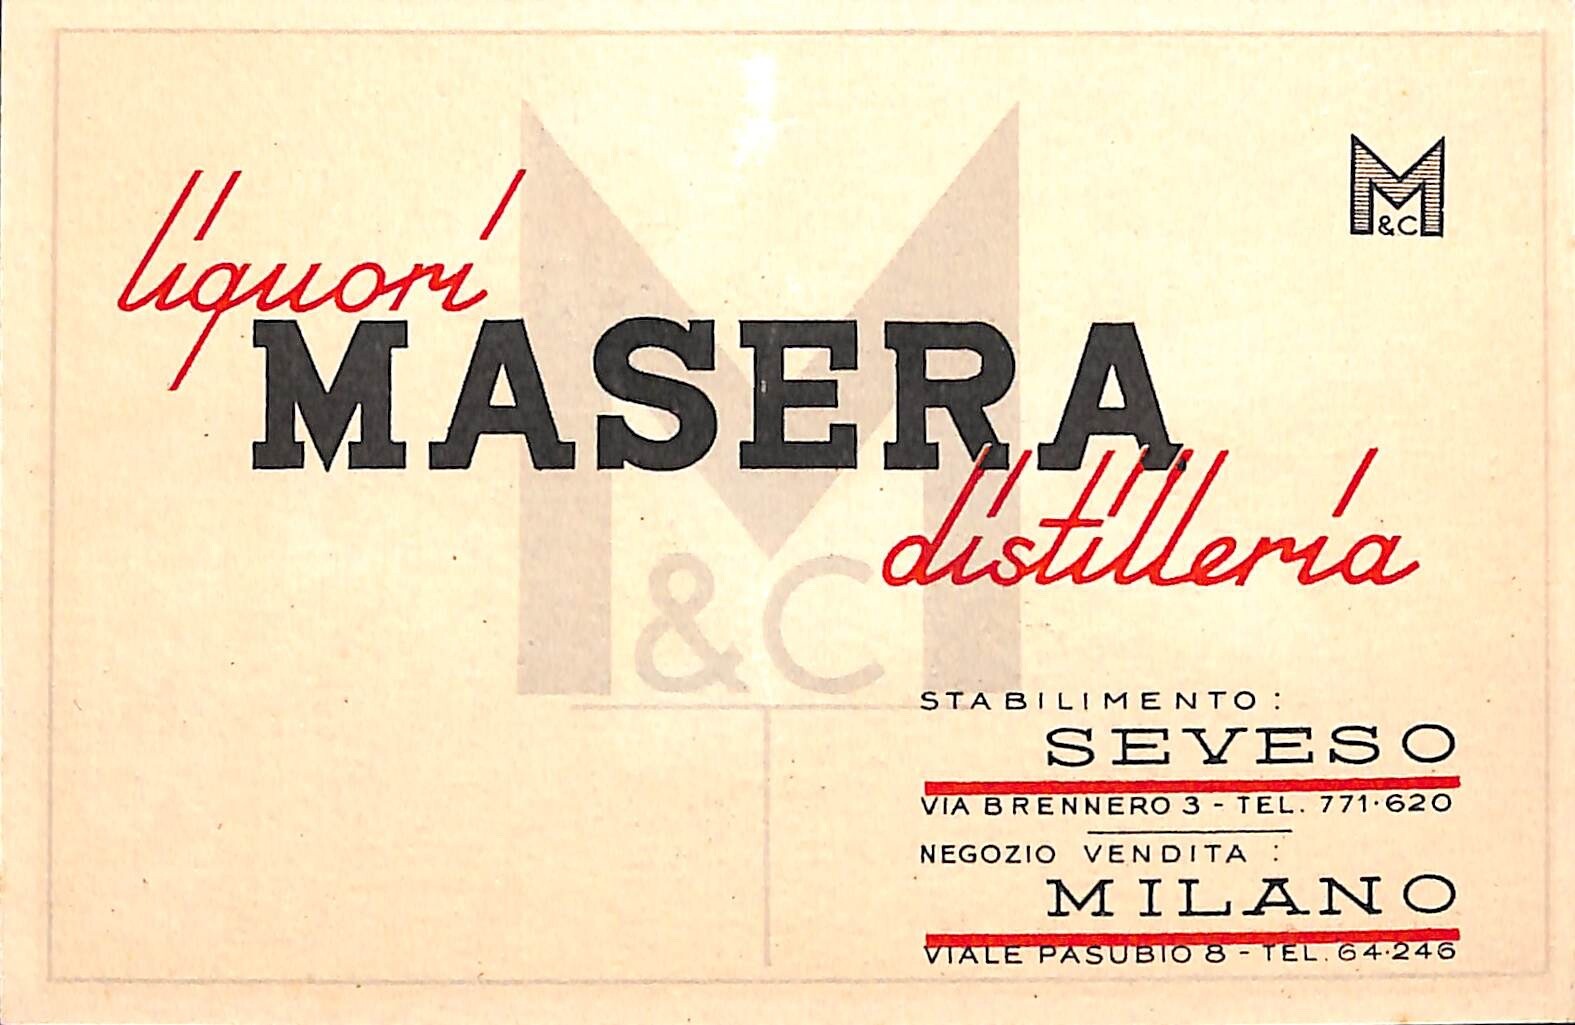 M
&C
liquori
MASERA
distilleria
M
&C
STABILIMENTO:
SEVESO
VIA BRENNERO 3 - TEL. 771·620
NEGOZIO VENDITA:
MILANO
VIALE PASUBIO 8 - TEL. 64·246